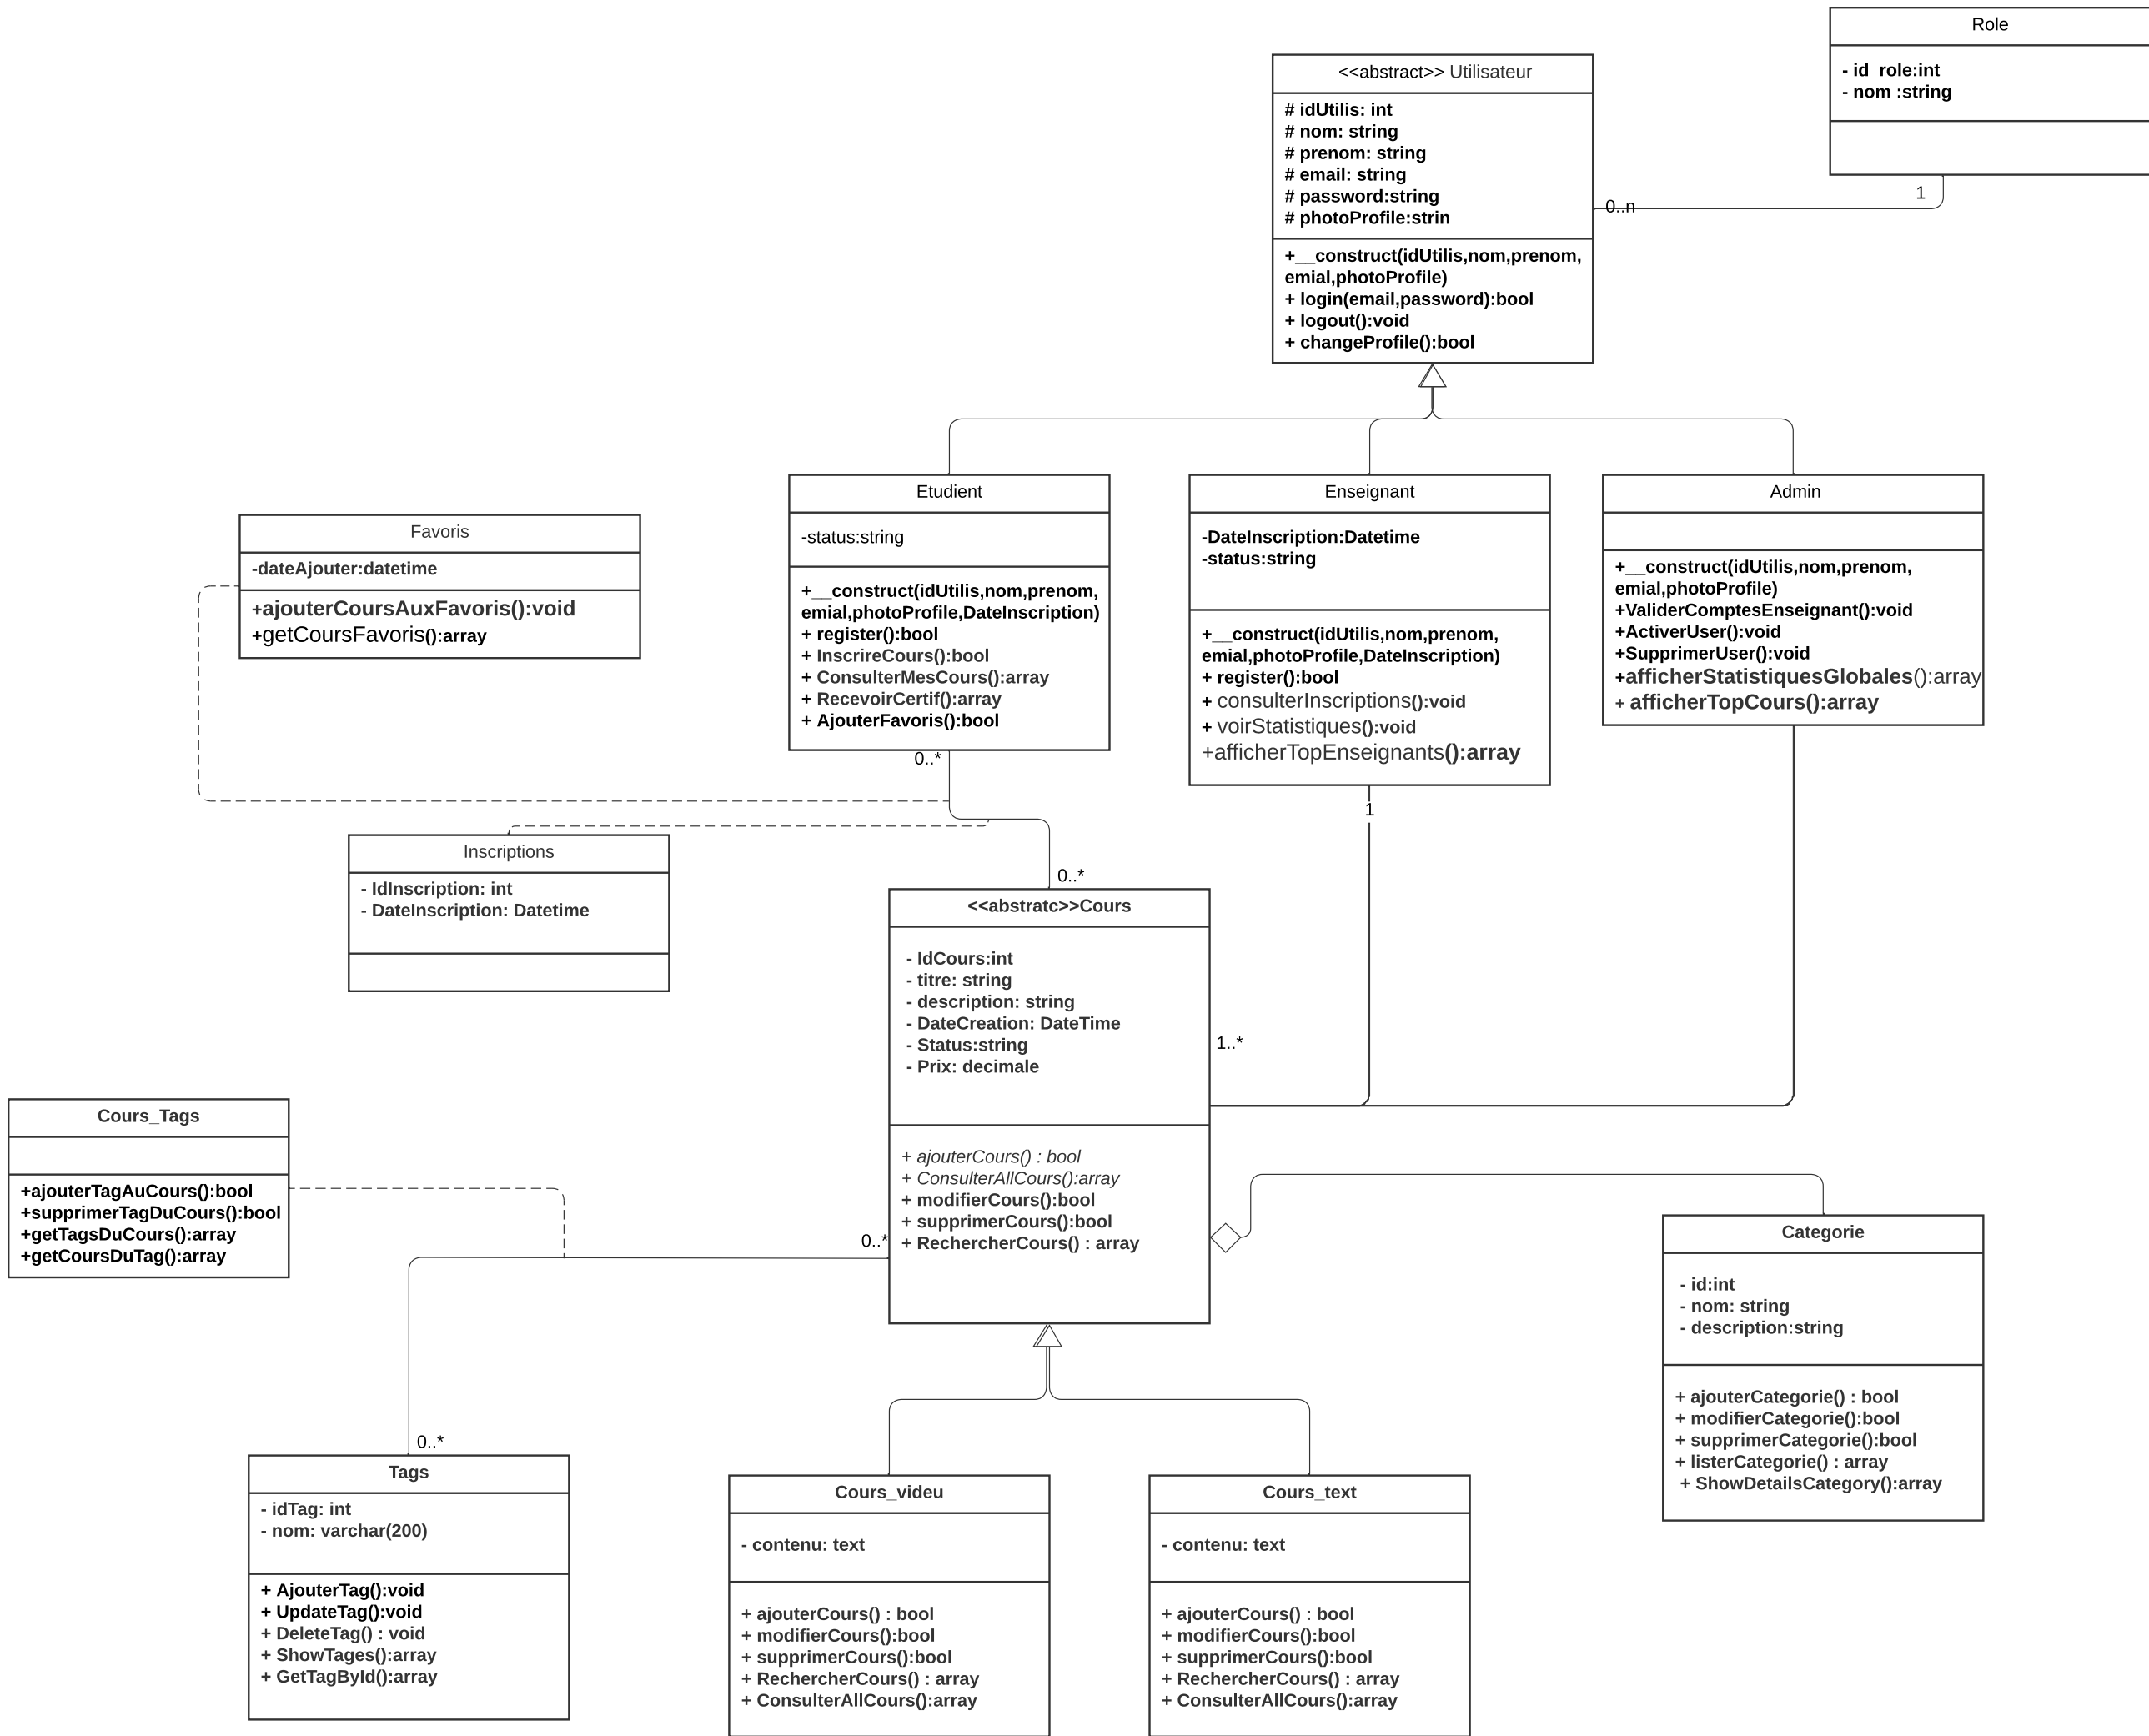 Role
- id_role:int
- nom :string
1
<<abstract>> Utilisateur
# idUtilis: int
# nom: string
# prenom: string
# email: string
# password:string
# photoProfile:strin
0..n
+__construct(idUtilis,nom,prenom,
emial,photoProfile)
+ login(email,password):bool
+ logout():void
+ changeProfile():bool
Etudient
-status:string
+__construct(idUtilis,nom,prenom,
emial,photoProfile,DateInscription)
+ register():bool
+ InscrireCours():bool
+ ConsulterMesCours():array
+ RecevoirCertif():array
+ AjouterFavoris():bool
0..*
Enseignant
-DateInscription:Datetime
-status:string
+__construct(idUtilis,nom,prenom,
emial,photoProfile,DateInscription)
+ register():bool
+ consulterInscriptions():void
+ voirStatistiques():void
+afficherTopEnseignants():array
1
Admin
+__construct(idUtilis,nom,prenom,
emial,photoProfile)
+ValiderComptesEnseignant():void
+ActiverUser():void
+SupprimerUser():void
+afficherStatistiquesGlobales():array
+ afficherTopCours():array
Favoris
-dateAjouter:datetime
+ajouterCoursAuxFavoris():void
+getCoursFavoris():array
Inscriptions
- IdInscription: int
- DateInscription: Datetime
0..*
<<abstratc>>Cours
- IdCours:int
- titre: string
- description: string
- DateCreation: DateTime
- Status:string
- Prix: decimale
1..*
+ ajouterCours() : bool
+ ConsulterAllCours():array
+ modifierCours():bool
+ supprimerCours():bool
+ RechercherCours() : array
0..*
Cours_Tags
+ajouterTagAuCours():bool
+supprimerTagDuCours():bool
+getTagsDuCours():array
+getCoursDuTag():array
Categorie
- id:int
- nom: string
- description:string
+ ajouterCategorie() : bool
+ modifierCategorie():bool
+ supprimerCategorie():bool
+ listerCategorie() : array
+ ShowDetailsCategory():array
0..*
Tags
- idTag: int
- nom: varchar(200)
+ AjouterTag():void
+ UpdateTag():void
+ DeleteTag() : void
+ ShowTages():array
+ GetTagById():array
Cours_videu
- contenu: text
+ ajouterCours() : bool
+ modifierCours():bool
+ supprimerCours():bool
+ RechercherCours() : array
+ ConsulterAllCours():array
Cours_text
- contenu: text
+ ajouterCours() : bool
+ modifierCours():bool
+ supprimerCours():bool
+ RechercherCours() : array
+ ConsulterAllCours():array